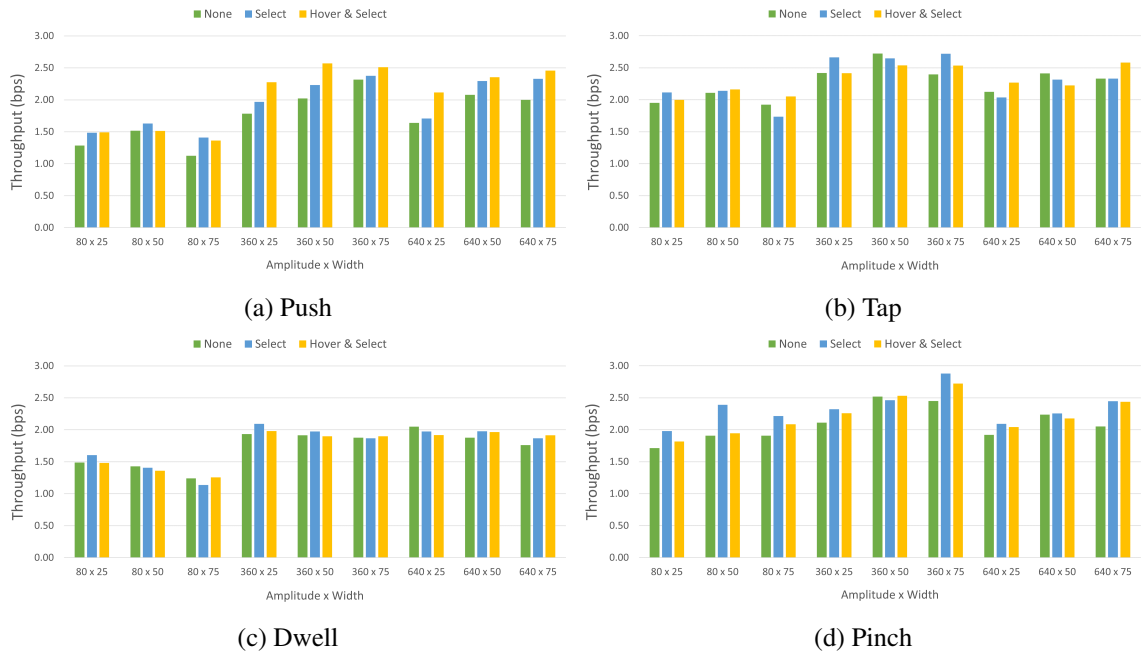 None Select Hover & Select
Throughput (bps)
3.00
2.50
2.00
1.50
1.00
0.50
0.00
80 x 25 80 x 50 80 x 75 360 x 25 360 x 50 360 x 75 640 x 25 640 x 50 640 x 75
Amplitude x Width
(a) Push
None Select Hover & Select
Throughput (bps)
3.00
2.50
2.00
1.50
1.00
0.50
0.00
80 x 25 80 x 50 80 x 75 360 x 25 360 x 50 360 x 75 640 x 25 640 x 50 640 x 75
Amplitude x Width
(b) Tap
None Select Hover & Select
Throughput (bps)
3.00
2.50
2.00
1.50
1.00
0.50
0.00
80 x 25 80 x 50 80 x 75 360 x 25 360 x 50 360 x 75 640 x 25 640 x 50 640 x 75
Amplitude x Width
(c) Dwell
None Select Hover & Select
Throughput (bps)
3.00
2.50
2.00
1.50
1.00
0.50
0.00
80 x 25 80 x 50 80 x 75 360 x 25 360 x 50 360 x 75 640 x 25 640 x 50 640 x 75
Amplitude x Width
(d) Pinch